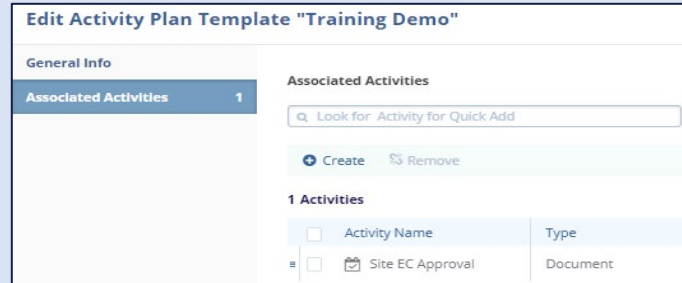 Edit Activity Plan Template "Training Demo"
General Info
Associated Activities 1
Associated Activities
Look for Activity for Quick Add
Create Remove
1 Activities
Activity Name Type
Site EC Approval Document